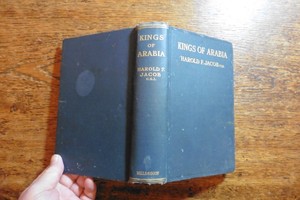 KINGS
OF
ARABIA
HAROLD F.
JACOB
KINGS OF ARABIA
HAROLD F. JACOB